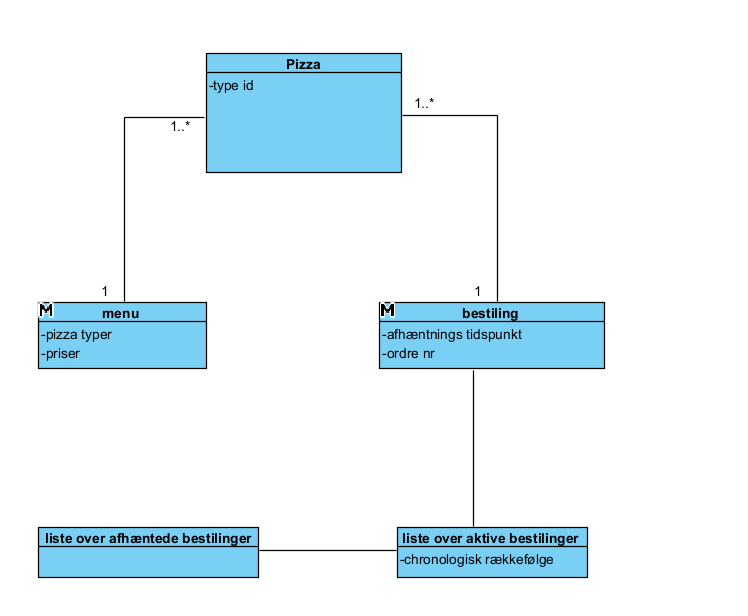 Pizza
-type id
1..*
1..*
1
1
M
menu
-pizza typer
-priser
M
bestiling
-afhæntnings tidspunkt
-ordre nr
liste over afhæntede bestilinger
liste over aktive bestilinger
-chronologisk rækkefølge